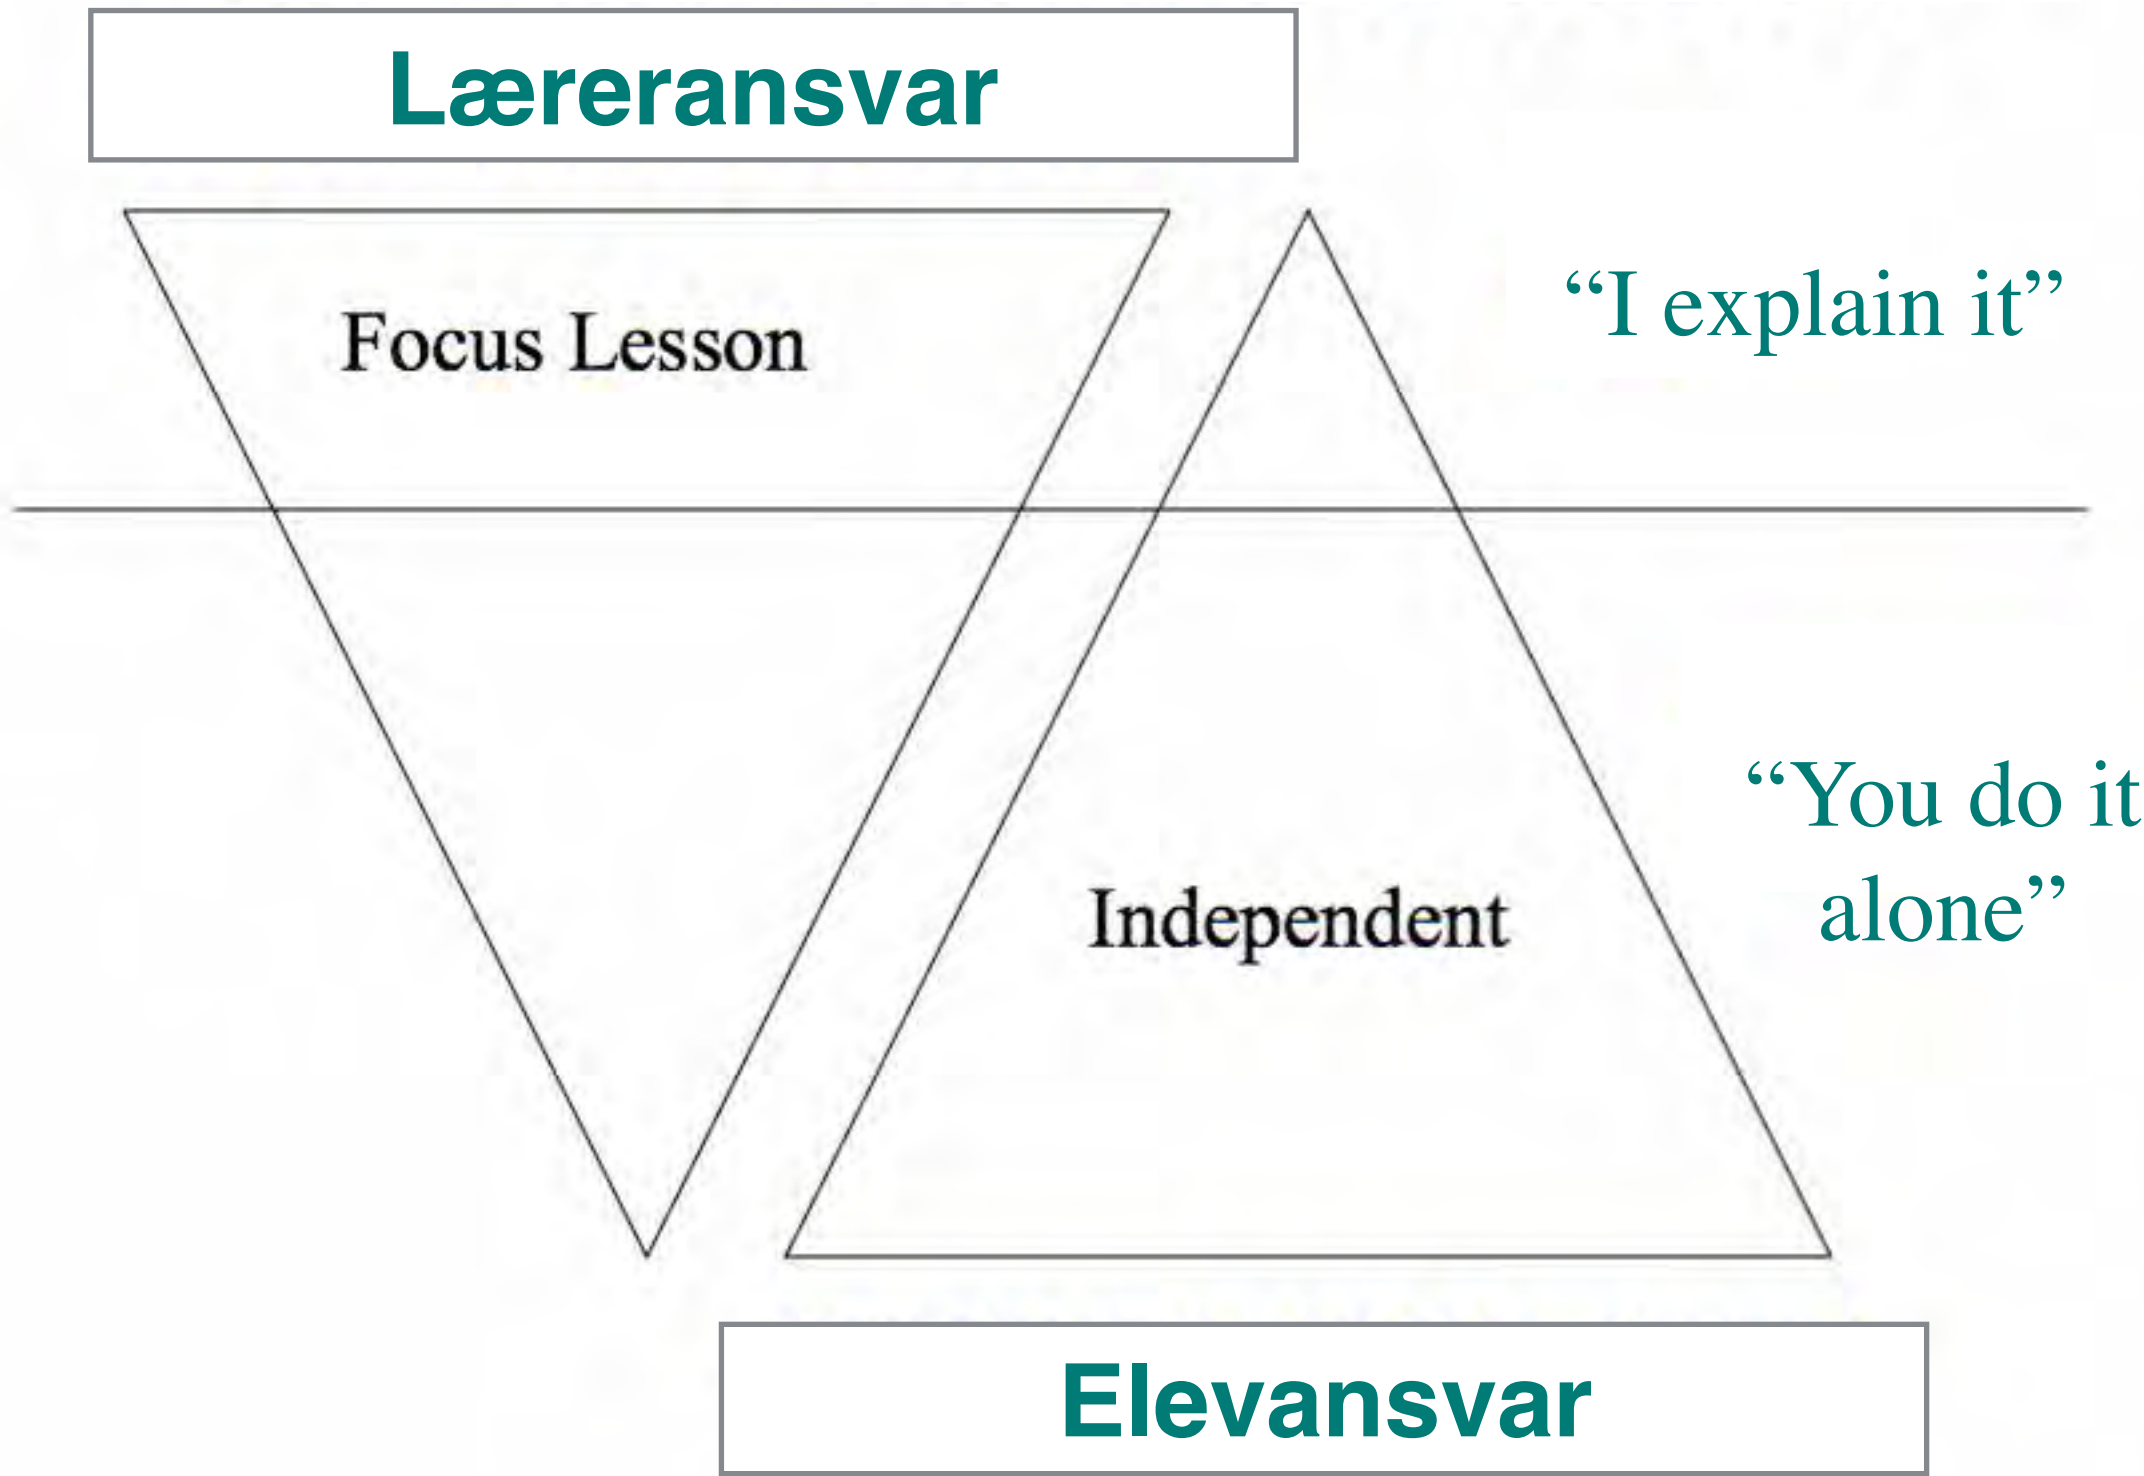 Læreransvar
Focus Lesson
“I explain it”
“You do it
alone”
Independent
Elevansvar